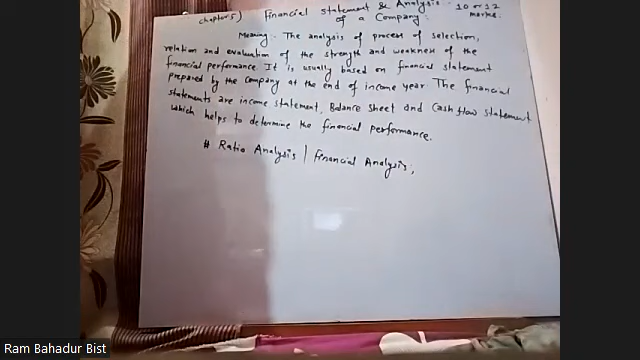 chapter:5) Financial Statement & Analysis : 10 or 12
of a Company. marks.
Meaning:- The analysis of process of selection,
relation and evaluation of the strength and weakness of the
financial performance. It is usually based on financial statement
prepared by the company at the end of income year. The financial
statements are income statement, Balance sheet and Cash flow statement
which helps to determine the financial performance.
# Ratio Analysis | Financial Analysis;
Ram Bahadur Bist